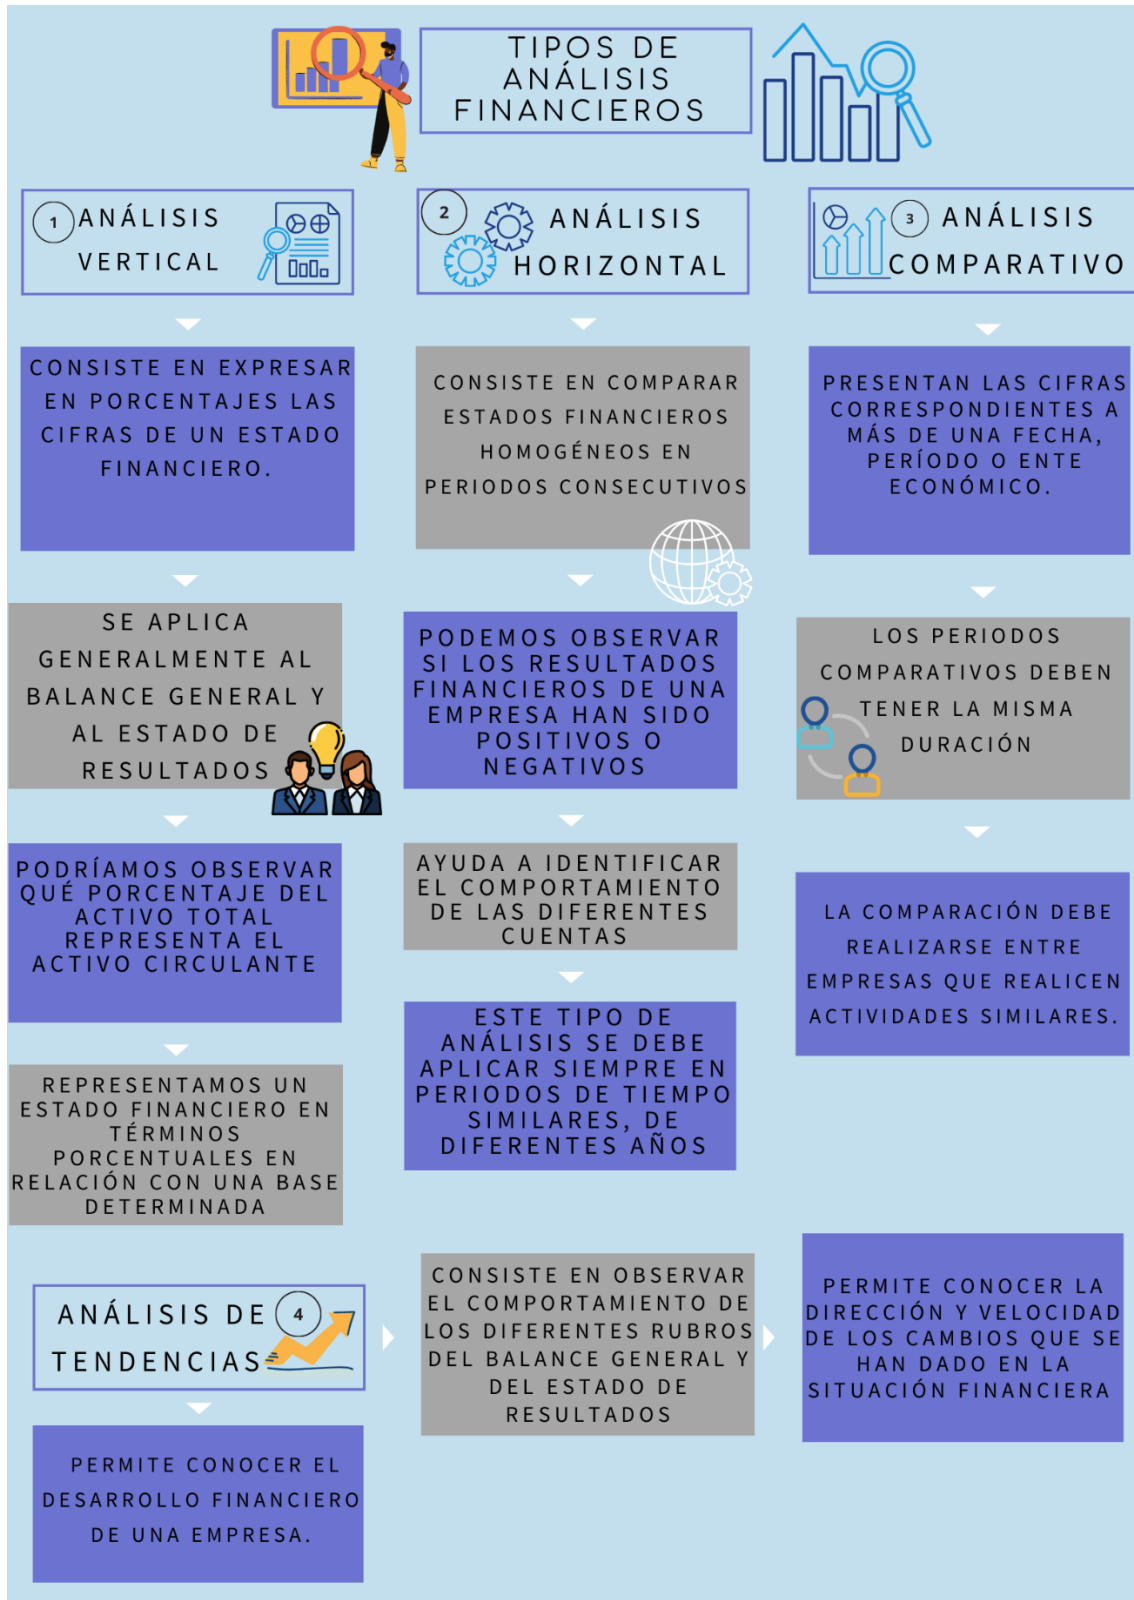 TIPOS DE
ANÁLISIS
FINANCIEROS
1 ANÁLISIS
VERTICAL
CONSISTE EN EXPRESAR
EN PORCENTAJES LAS
CIFRAS DE UN ESTADO
FINANCIERO.
SE APLICA
GENERALMENTE AL
BALANCE GENERAL Y
AL ESTADO DE
RESULTADOS
PODRÍAMOS OBSERVAR
QUÉ PORCENTAJE DEL
ACTIVO TOTAL
REPRESENTA EL
ACTIVO CIRCULANTE
REPRESENTAMOS UN
ESTADO FINANCIERO EN
TÉRMINOS
PORCENTUALES EN
RELACIÓN CON UNA BASE
DETERMINADA
2 ANÁLISIS
HORIZONTAL
CONSISTE EN COMPARAR
ESTADOS FINANCIEROS
HOMOGÉNEOS EN
PERIODOS CONSECUTIVOS
PODEMOS OBSERVAR
SI LOS RESULTADOS
FINANCIEROS DE UNA
EMPRESA HAN SIDO
POSITIVOS O
NEGATIVOS
AYUDA A IDENTIFICAR
EL COMPORTAMIENTO
DE LAS DIFERENTES
CUENTAS
ESTE TIPO DE
ANÁLISIS SE DEBE
APLICAR SIEMPRE EN
PERIODOS DE TIEMPO
SIMILARES, DE
DIFERENTES AÑOS
3 ANÁLISIS
COMPARATIVO
PRESENTAN LAS CIFRAS
CORRESPONDIENTES A
MÁS DE UNA FECHA,
PERÍODO O ENTE
ECONÓMICO.
LOS PERIODOS
COMPARATIVOS DEBEN
TENER LA MISMA
DURACIÓN
LA COMPARACIÓN DEBE
REALIZARSE ENTRE
EMPRESAS QUE REALICEN
ACTIVIDADES SIMILARES.
ANÁLISIS DE 4
TENDENCIAS
PERMITE CONOCER EL
DESARROLLO FINANCIERO
DE UNA EMPRESA.
CONSISTE EN OBSERVAR
EL COMPORTAMIENTO DE
LOS DIFERENTES RUBROS
DEL BALANCE GENERAL Y
DEL ESTADO DE
RESULTADOS
PERMITE CONOCER LA
DIRECCIÓN Y VELOCIDAD
DE LOS CAMBIOS QUE SE
HAN DADO EN LA
SITUACIÓN FINANCIERA